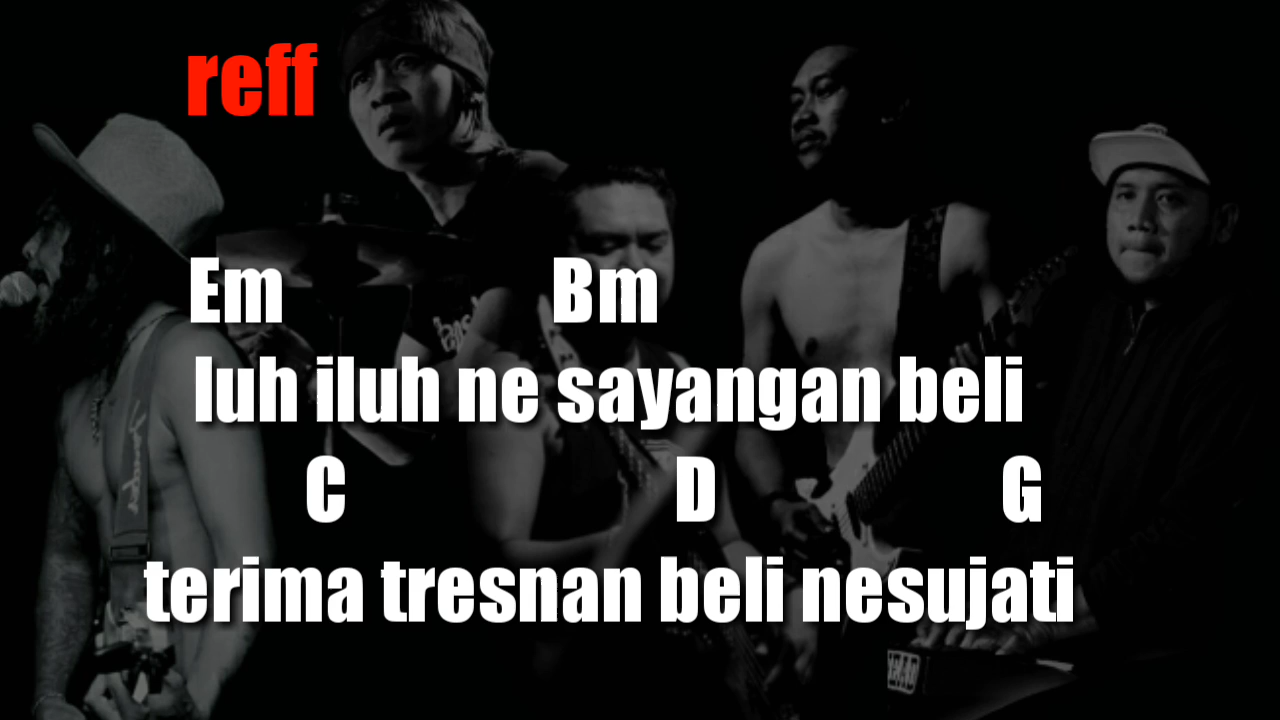 reff
Em Bm
luh iluh ne sayangan beli
C D G
terima tresnan beli nesujati